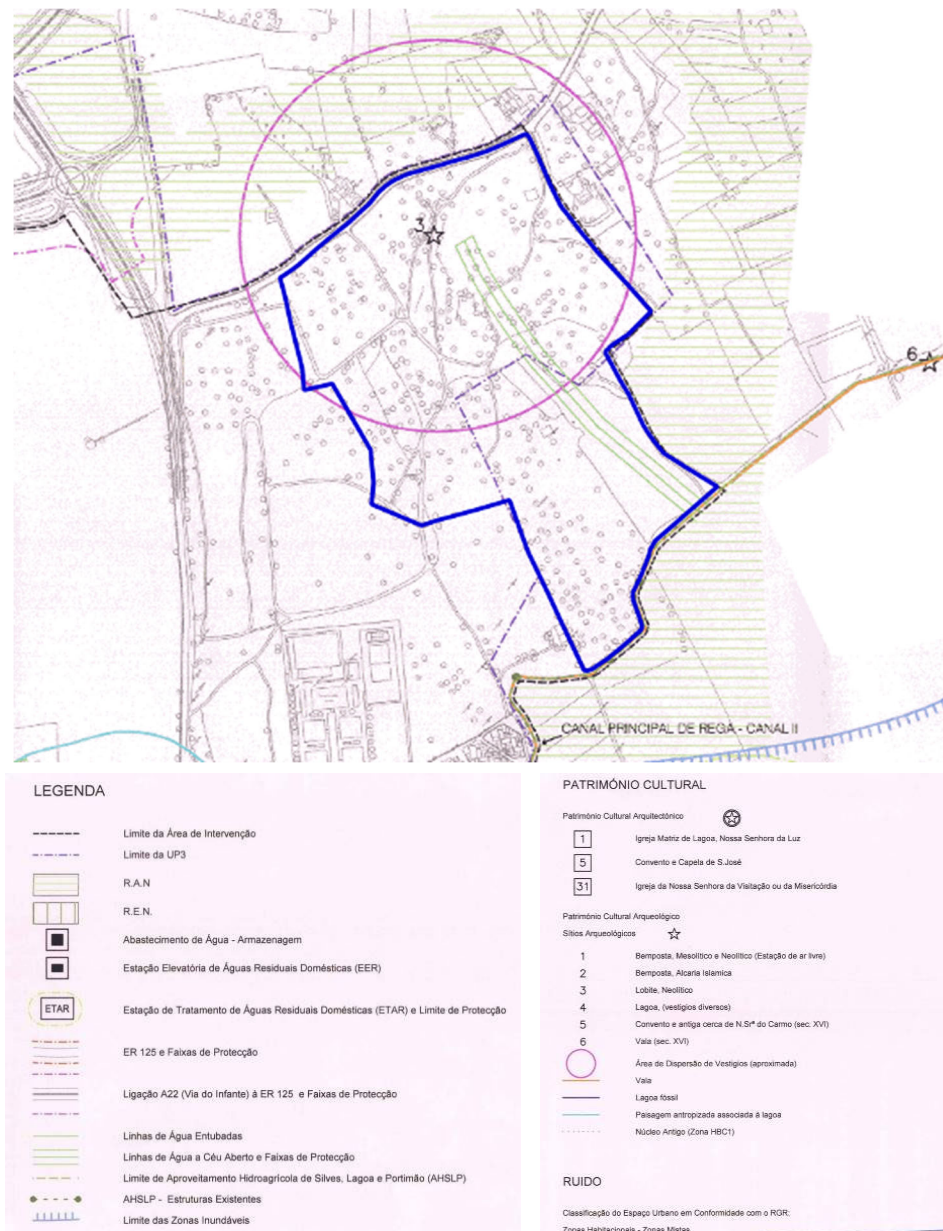 3
6
CANAL PRINCIPAL DE REGA - CANAL II
LEGENDA
Limite da Área de Intervenção
Limite da UP3
R.A.N
R.E.N.
Abastecimento de Água - Armazenagem
Estação Elevatória de Águas Residuais Domésticas (EER)
ETAR
Estação de Tratamento de Águas Residuais Domésticas (ETAR) e Limite de Protecção
ER 125 e Faixas de Protecção
Ligação A22 (Via do Infante) à ER 125 e Faixas de Protecção
Linhas de Água Entubadas
Linhas de Água a Céu Aberto e Faixas de Protecção
Limite de Aproveitamento Hidroagrícola de Silves, Lagoa e Portimão (AHSLP)
AHSLP - Estruturas Existentes
Limite das Zonas Inundáveis
PATRIMÓNIO CULTURAL
Património Cultural Arquitectónico
1 Igreja Matriz de Lagoa, Nossa Senhora da Luz
5 Convento e Capela de S.José
31 Igreja da Nossa Senhora da Visitação ou da Misericórdia
Património Cultural Arqueológico
Sítios Arqueológicos
1 Bemposta, Mesolítico e Neolítico (Estação de ar livre)
2 Bemposta, Alcaria Islamica
3 Lobite, Neolítico
4 Lagoa, (vestígios diversos)
5 Convento e antiga cerca de N.Srª do Carmo (sec. XVI)
6 Vala (sec. XVI)
Área de Dispersão de Vestígios (aproximada)
Vala
Lagoa fóssil
Paisagem antropizada associada à lagoa
Núcleo Antigo (Zona HBC1)
RUIDO
Classificação do Espaço Urbano em Conformidade com o RGR:
Zonas Habitacionais - Zonas Mistas